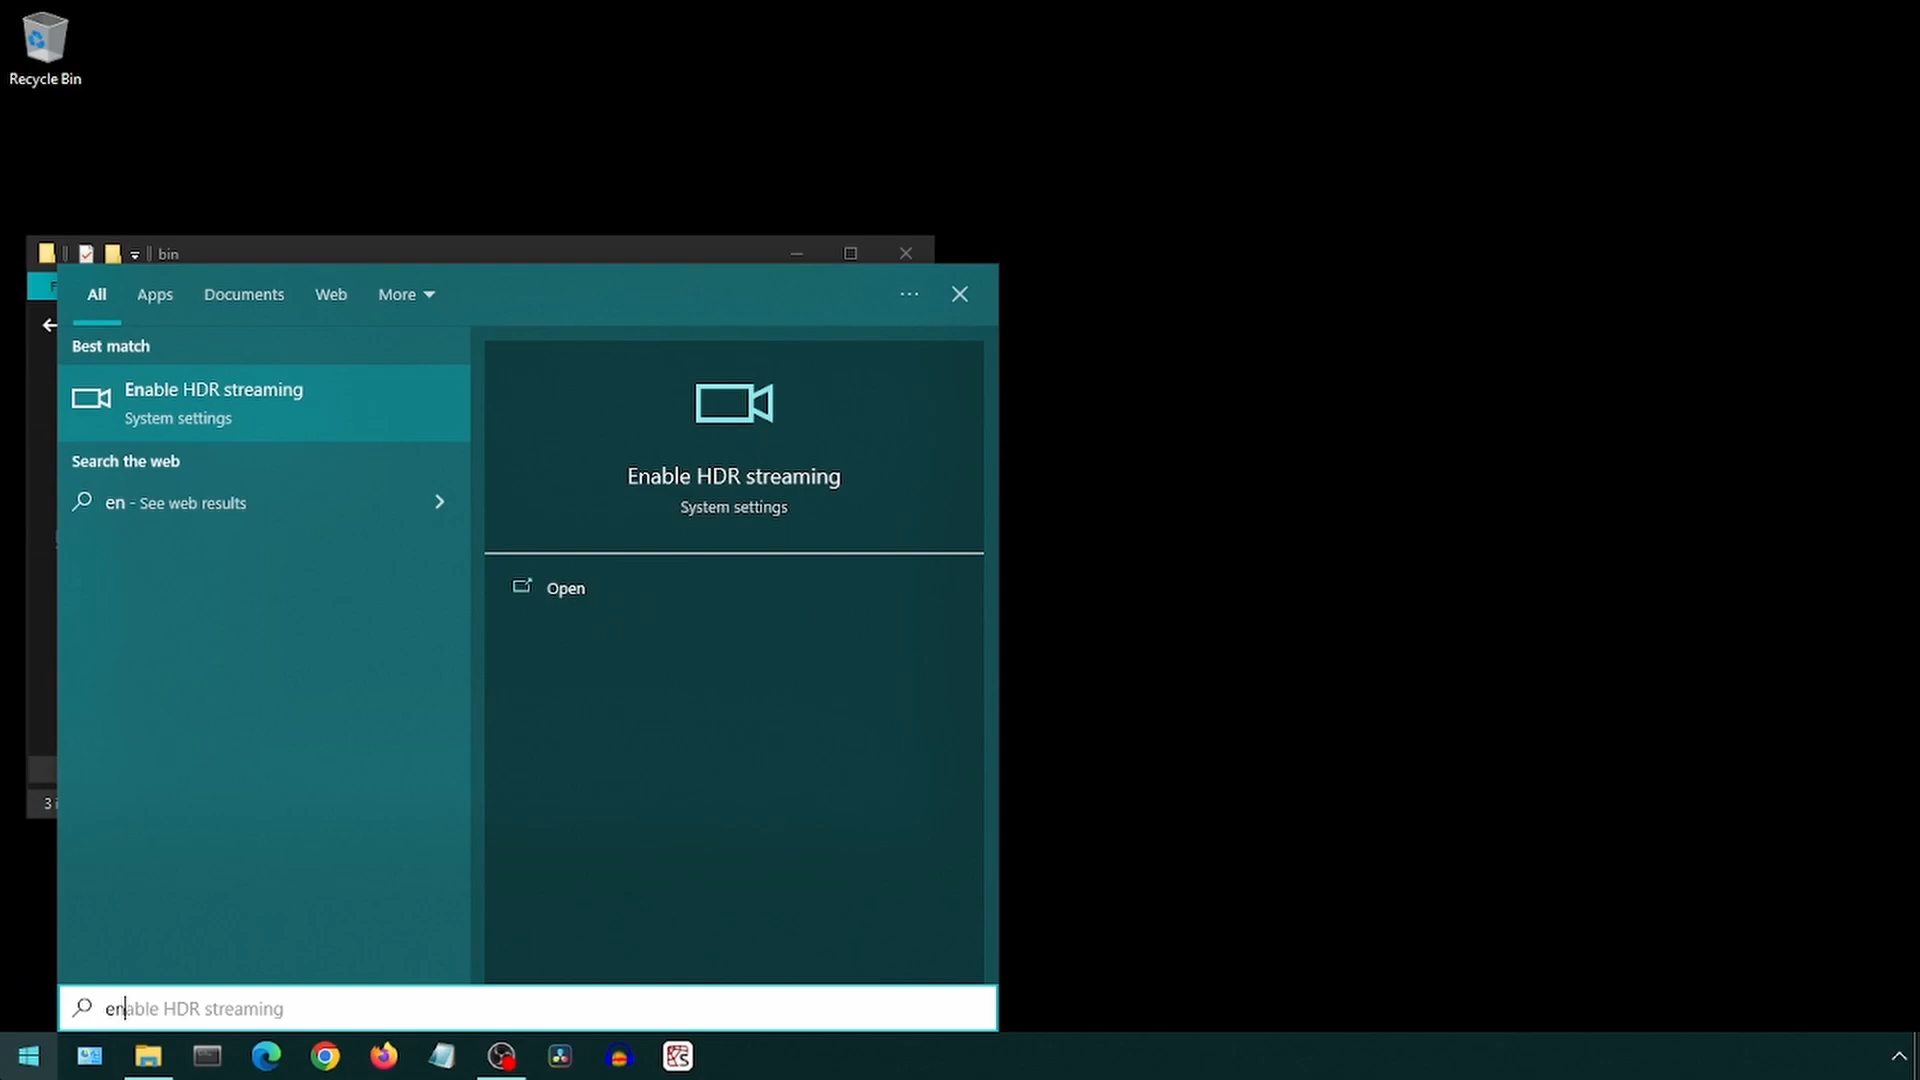 Recycle Bin
bin
All Apps Documents Web More
Best match
Enable HDR streaming
System settings
Search the web
en - See web results
Enable HDR streaming
System settings
Open
3 i
enable HDR streaming